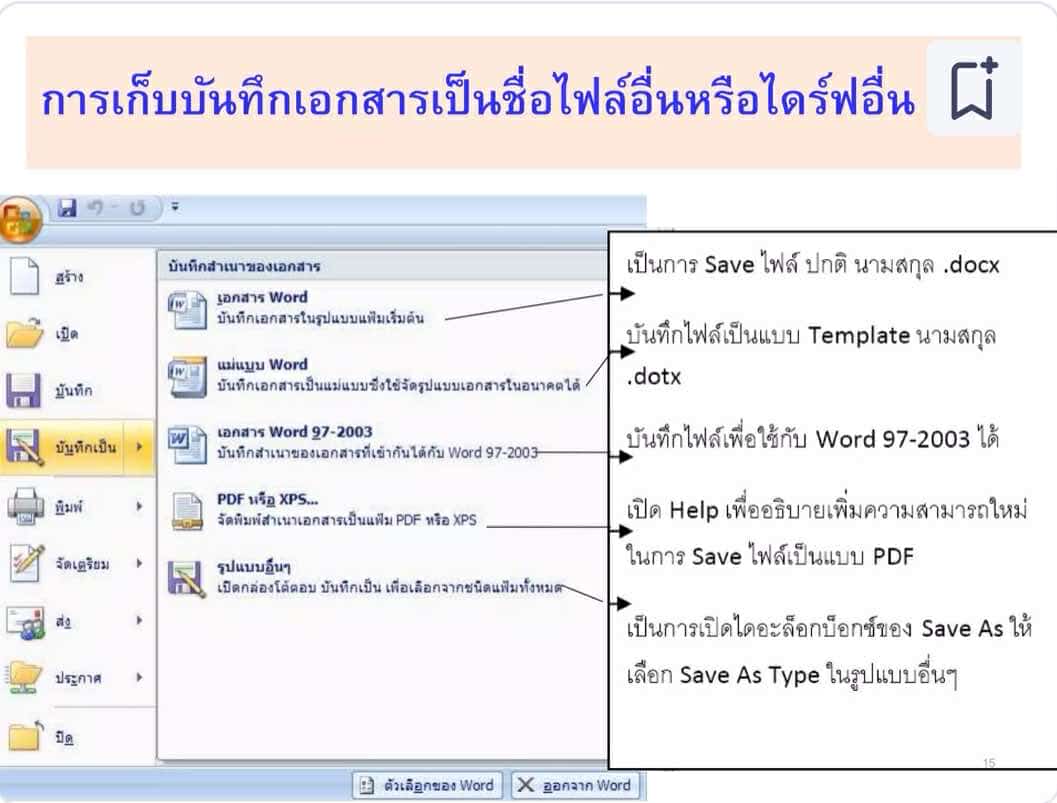 การเก็บบันทึกเอกสารเป็นชื่อไฟล์อื่นหรือไดร์ฟอื่น
สร้าง
เปิด
บันทึก
บันทึกเป็น
พิมพ์
จัดเตรียม
ส่ง
ประกาศ
ปิด
บันทึกสำเนาของเอกสาร
เอกสาร Word
บันทึกเอกสารในรูปแบบแฟ้มเริ่มต้น
แม่แบบ Word
บันทึกเอกสารเป็นแม่แบบซึ่งใช้จัดรูปแบบเอกสารในอนาคตได้
เอกสาร Word 97-2003
บันทึกสำเนาของเอกสารที่เข้ากันได้กับ Word 97-2003
PDF หรือ XPS...
จัดพิมพ์สำเนาเอกสารเป็นแฟ้ม PDF หรือ XPS
รูปแบบอื่นๆ
เปิดกล่องโต้ตอบ บันทึกเป็น เพื่อเลือกจากชนิดแฟ้มทั้งหมด
เป็นการ Save ไฟล์ ปกติ นามสกุล .docx
บันทึกไฟล์เป็นแบบ Template นามสกุล
.dotx
บันทึกไฟล์เพื่อใช้กับ Word 97-2003 ได้
เปิด Help เพื่ออธิบายเพิ่มความสามารถใหม่
ในการ Save ไฟล์เป็นแบบ PDF
เป็นการเปิดไดอะล็อกบ็อกซ์ของ Save As ให้
เลือก Save As Type ในรูปแบบอื่นๆ
15
ตัวเลือกของ Word
ออกจาก Word